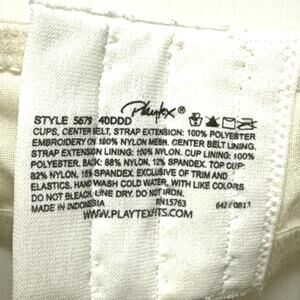 Playtex®
STYLE 5679 40DDD
CUPS, CENTER BELT, STRAP EXTENSION: 100% POLYESTER
EMBROIDERY ON 100% NYLON MESH. CENTER BELT LINING.
STRAP EXTENSION LINING: 100% NYLON. CUP LINING: 100%
POLYESTER. BACK: 88% NYLON, 12% SPANDEX. TOP CUP:
82% NYLON, 18% SPANDEX. EXCLUSIVE OF TRIM AND
ELASTICS. HAND WASH COLD WATER, WITH LIKE COLORS
DO NOT BLEACH. LINE DRY. DO NOT IRON.
MADE IN INDONESIA RN15763 642 / 0813
WWW.PLAYTEXFITS.COM